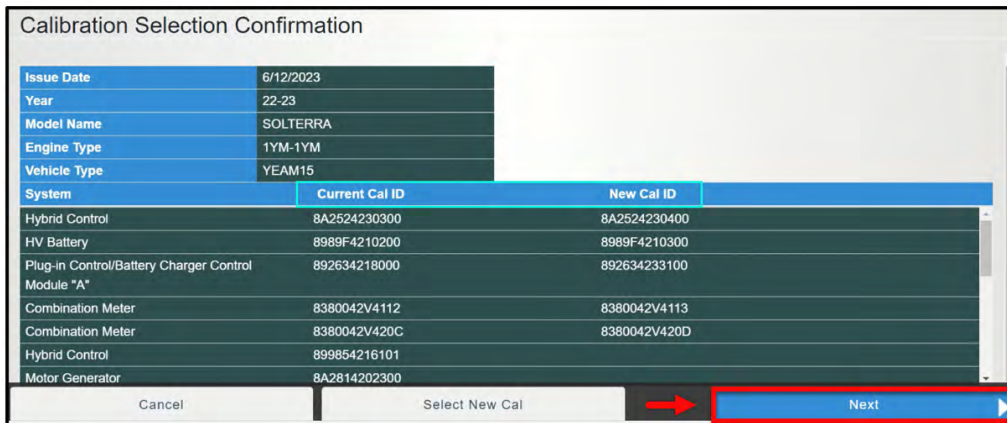 Calibration Selection Confirmation
Issue Date 6/12/2023
Year 22-23
Model Name SOLTERRA
Engine Type 1YM-1YM
Vehicle Type YEAM15
System Current Cal ID New Cal ID
Hybrid Control 8A2524230300 8A2524230400
HV Battery 8989F4210200 8989F4210300
Plug-in Control/Battery Charger Control 892634218000 892634233100
Module "A"
Combination Meter 8380042V4112 8380042V4113
Combination Meter 8380042V420C 8380042V420D
Hybrid Control 899854216101
Motor Generator 8A2814202300
Cancel Select New Cal Next